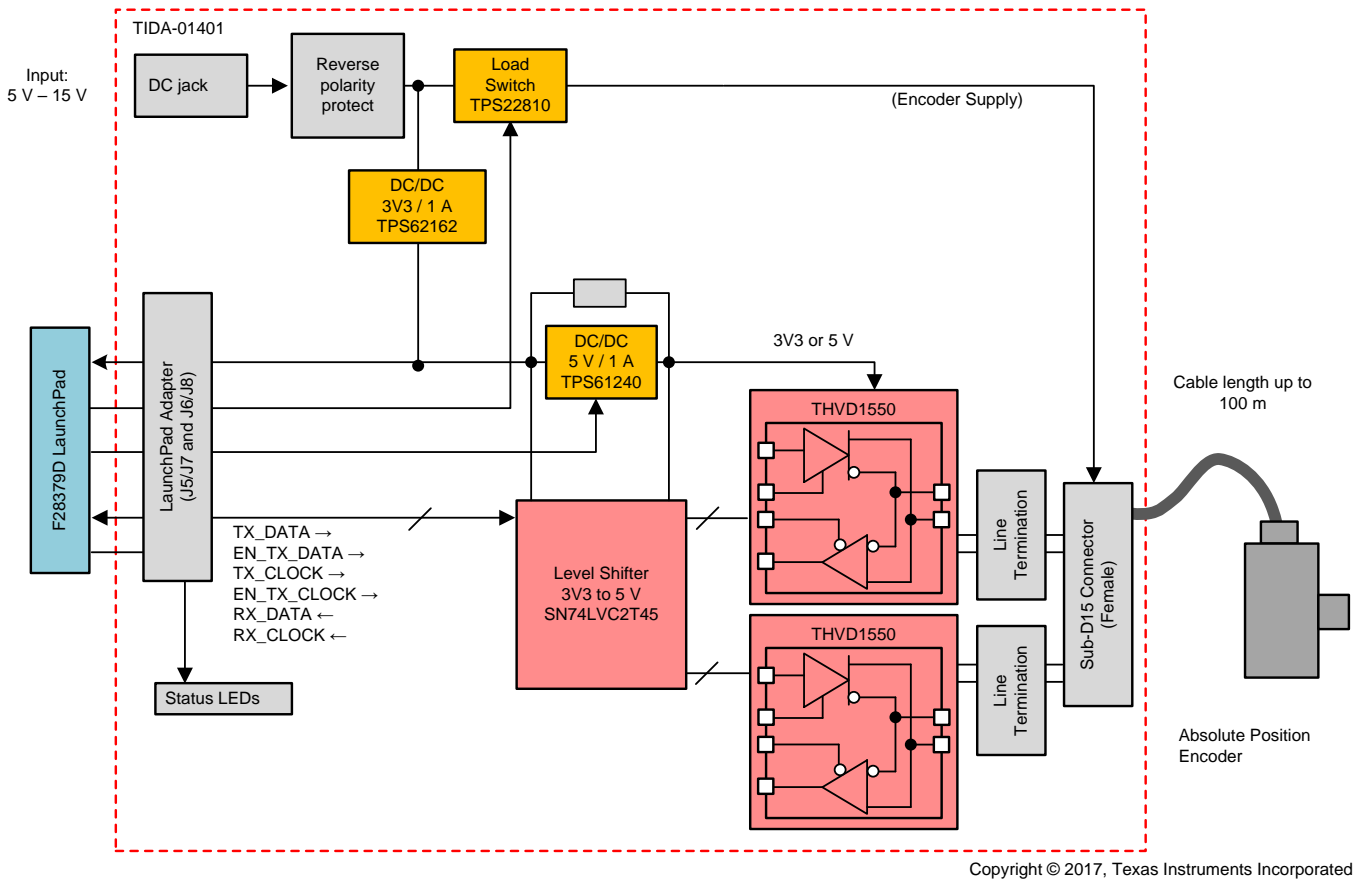 TIDA-01401
Input:
5 V – 15 V
DC jack
Reverse
polarity
protect
Load
Switch
TPS22810
(Encoder Supply)
DC/DC
3V3 / 1 A
TPS62162
DC/DC
5 V / 1 A
TPS61240
3V3 or 5 V
Cable length up to
100 m
F28379D LaunchPad
LaunchPad Adapter
(J5/J7 and J6/J8)
TX_DATA →
EN_TX_DATA →
TX_CLOCK →
EN_TX_CLOCK →
RX_DATA ←
RX_CLOCK ←
Level Shifter
3V3 to 5 V
SN74LVC2T45
THVD1550
Line
Termination
THVD1550
Line
Termination
Sub-D15 Connector
(Female)
Status LEDs
Absolute Position
Encoder
Copyright © 2017, Texas Instruments Incorporated